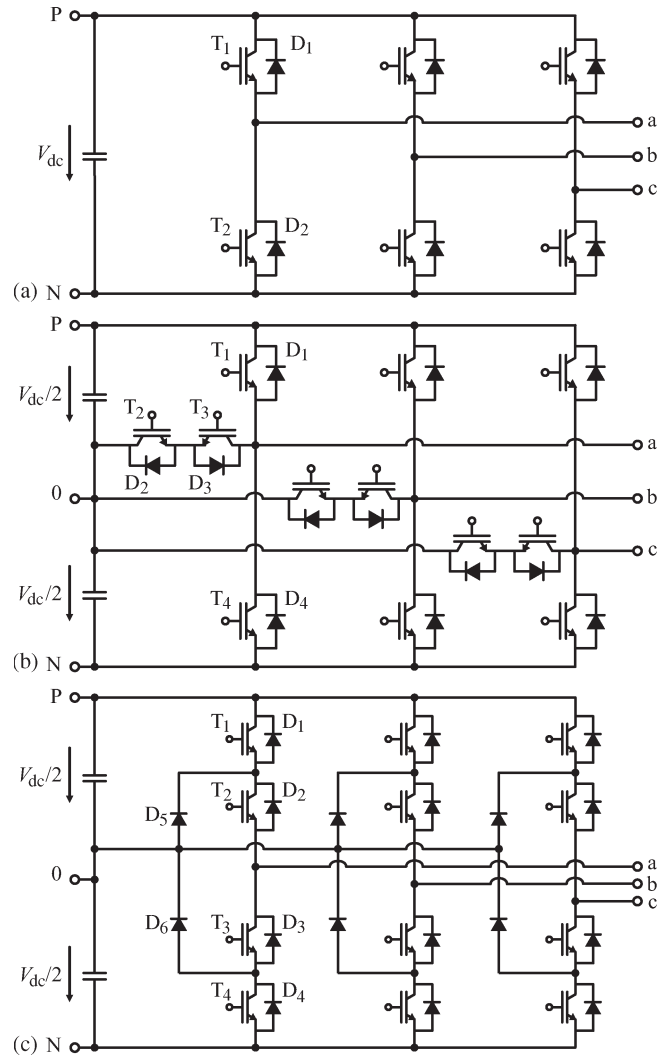 P
T1 D1
a
Vdc
b
c
T2 D2
(a) N
P
T1 D1
Vdc/2
T2 T3
a
D2 D3
0
b
c
Vdc/2
T4 D4
(b) N
P
T1 D1
Vdc/2
T2 D2
D5
a
0
b
c
D6
T3 D3
Vdc/2
T4 D4
(c) N